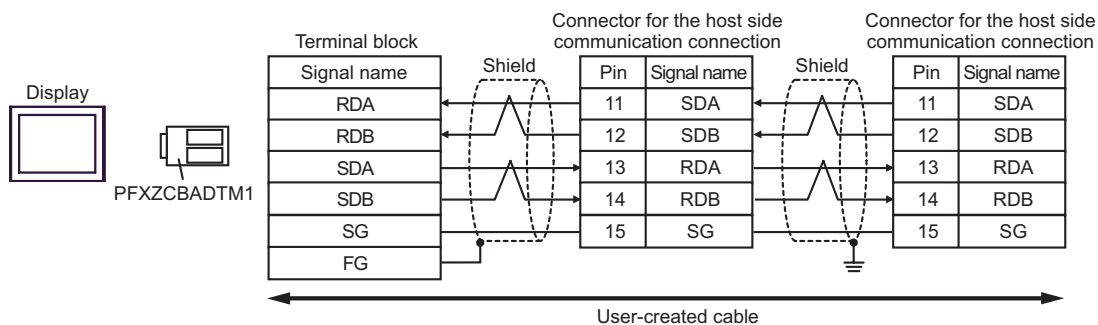 Display
PFXZCBADTM1
Terminal block
Signal name
RDA
RDB
SDA
SDB
SG
FG
Shield
Connector for the host side
communication connection
Pin Signal name
11 SDA
12 SDB
13 RDA
14 RDB
15 SG
Shield
Connector for the host side
communication connection
Pin Signal name
11 SDA
12 SDB
13 RDA
14 RDB
15 SG
User-created cable